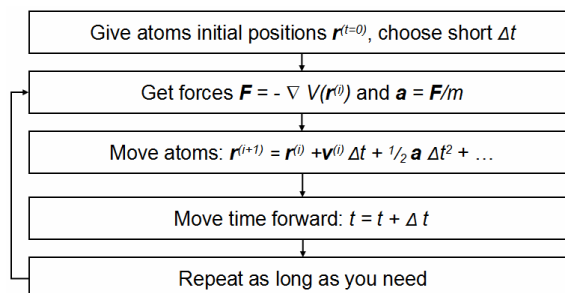 Give atoms initial positions r⁽ᵗ⁼⁰⁾, choose short Δt
Get forces F = - ∇ V(r⁽ⁱ⁾) and a = F/m
Move atoms: r⁽ⁱ⁺¹⁾ = r⁽ⁱ⁾ +v⁽ⁱ⁾ Δt + ¹/₂ a Δt² + …
Move time forward: t = t + Δ t
Repeat as long as you need